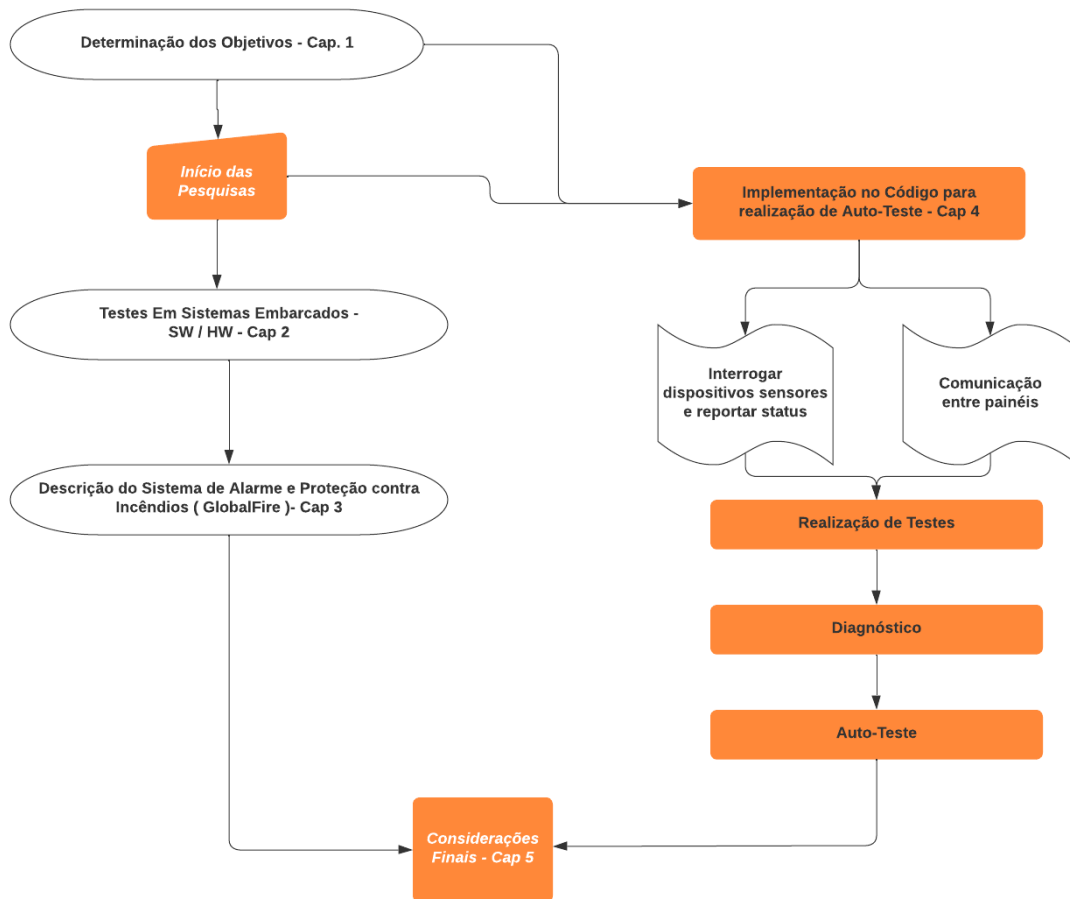 Determinação dos Objetivos - Cap. 1
Início das
Pesquisas
Implementação no Código para
realização de Auto-Teste - Cap 4
Testes Em Sistemas Embarcados -
SW / HW - Cap 2
Interrogar
dispositivos sensores
e reportar status
Comunicação
entre painéis
Descrição do Sistema de Alarme e Proteção contra
Incêndios ( GlobalFire )- Cap 3
Realização de Testes
Diagnóstico
Auto-Teste
Considerações
Finais - Cap 5